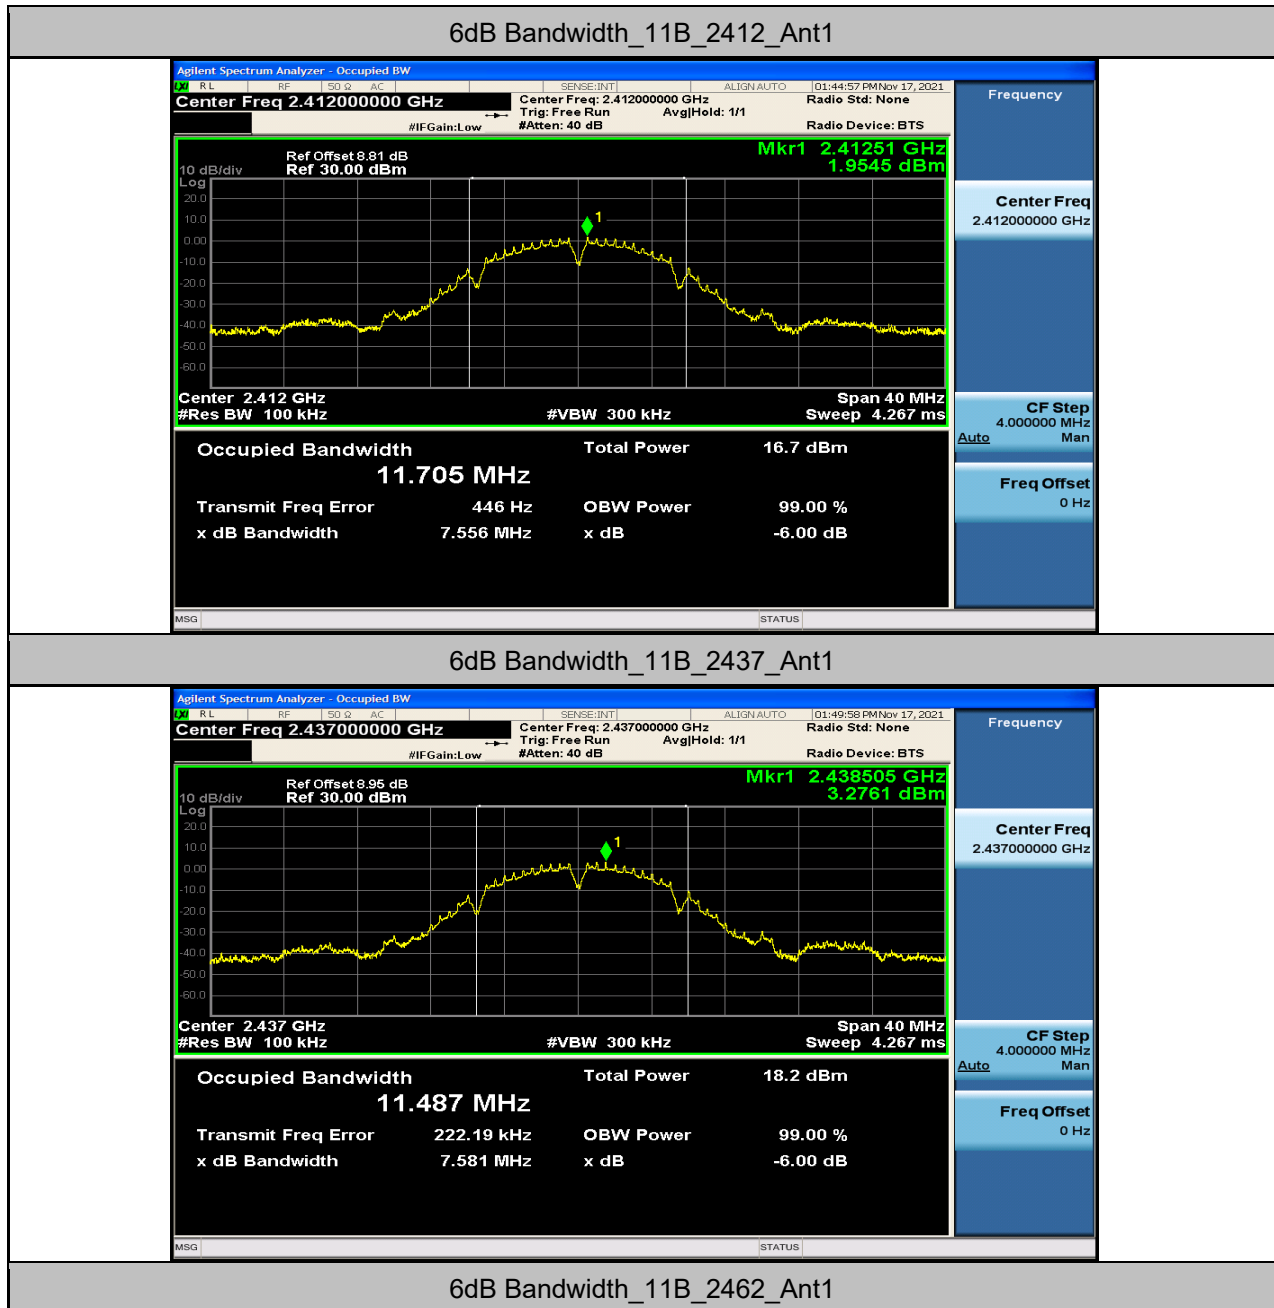 6dB Bandwidth_11B_2412_Ant1
Agilent Spectrum Analyzer - Occupied BW
LXI RL RF 50 Ω AC SENSE:INT ALIGN AUTO 01:44:57 PM Nov 17, 2021
Center Freq 2.412000000 GHz
Center Freq: 2.412000000 GHz
Radio Std: None
Trig: Free Run Avg|Hold: 1/1
#IFGain:Low #Atten: 40 dB
Radio Device: BTS
Frequency
Mkr1 2.41251 GHz
1.9545 dBm
Ref Offset 8.81 dB
10 dB/div Ref 30.00 dBm
Log
20.0
10.0
0.00
-10.0
-20.0
-30.0
-40.0
-50.0
-60.0
1
Center 2.412 GHz Span 40 MHz
#Res BW 100 kHz #VBW 300 kHz Sweep 4.267 ms
Center Freq
2.412000000 GHz
CF Step
4.000000 MHz
Auto Man
Freq Offset
0 Hz
Occupied Bandwidth Total Power 16.7 dBm
11.705 MHz
Transmit Freq Error 446 Hz OBW Power 99.00 %
x dB Bandwidth 7.556 MHz x dB -6.00 dB
MSG STATUS
6dB Bandwidth_11B_2437_Ant1
Agilent Spectrum Analyzer - Occupied BW
LXI RL RF 50 Ω AC SENSE:INT ALIGN AUTO 01:49:58 PM Nov 17, 2021
Center Freq 2.437000000 GHz
Center Freq: 2.437000000 GHz
Radio Std: None
Trig: Free Run Avg|Hold: 1/1
#IFGain:Low #Atten: 40 dB
Radio Device: BTS
Frequency
Mkr1 2.438505 GHz
3.2761 dBm
Ref Offset 8.95 dB
10 dB/div Ref 30.00 dBm
Log
20.0
10.0
0.00
-10.0
-20.0
-30.0
-40.0
-50.0
-60.0
1
Center 2.437 GHz Span 40 MHz
#Res BW 100 kHz #VBW 300 kHz Sweep 4.267 ms
Center Freq
2.437000000 GHz
CF Step
4.000000 MHz
Auto Man
Freq Offset
0 Hz
Occupied Bandwidth Total Power 18.2 dBm
11.487 MHz
Transmit Freq Error 222.19 kHz OBW Power 99.00 %
x dB Bandwidth 7.581 MHz x dB -6.00 dB
MSG STATUS
6dB Bandwidth_11B_2462_Ant1